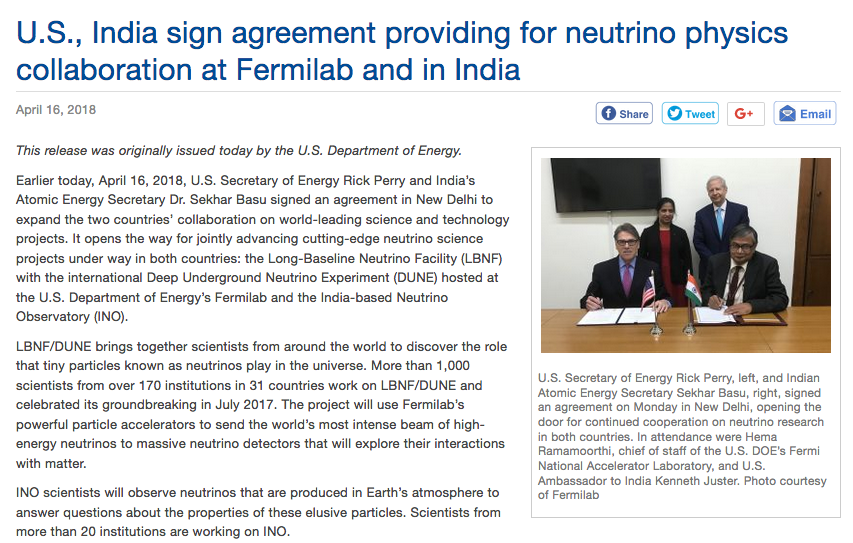 U.S., India sign agreement providing for neutrino physics
collaboration at Fermilab and in India
April 16, 2018
Share
Tweet
G+
Email
This release was originally issued today by the U.S. Department of Energy.
Earlier today, April 16, 2018, U.S. Secretary of Energy Rick Perry and India's
Atomic Energy Secretary Dr. Sekhar Basu signed an agreement in New Delhi to
expand the two countries' collaboration on world-leading science and technology
projects. It opens the way for jointly advancing cutting-edge neutrino science
projects under way in both countries: the Long-Baseline Neutrino Facility (LBNF)
with the international Deep Underground Neutrino Experiment (DUNE) hosted at
the U.S. Department of Energy's Fermilab and the India-based Neutrino
Observatory (INO).
LBNF/DUNE brings together scientists from around the world to discover the role
that tiny particles known as neutrinos play in the universe. More than 1,000
scientists from over 170 institutions in 31 countries work on LBNF/DUNE and
celebrated its groundbreaking in July 2017. The project will use Fermilab's
powerful particle accelerators to send the world's most intense beam of high-
energy neutrinos to massive neutrino detectors that will explore their interactions
with matter.
INO scientists will observe neutrinos that are produced in Earth's atmosphere to
answer questions about the properties of these elusive particles. Scientists from
more than 20 institutions are working on INO.
U.S. Secretary of Energy Rick Perry, left, and Indian
Atomic Energy Secretary Sekhar Basu, right, signed
an agreement on Monday in New Delhi, opening the
door for continued cooperation on neutrino research
in both countries. In attendance were Hema
Ramamoorthi, chief of staff of the U.S. DOE's Fermi
National Accelerator Laboratory, and U.S.
Ambassador to India Kenneth Juster. Photo courtesy
of Fermilab